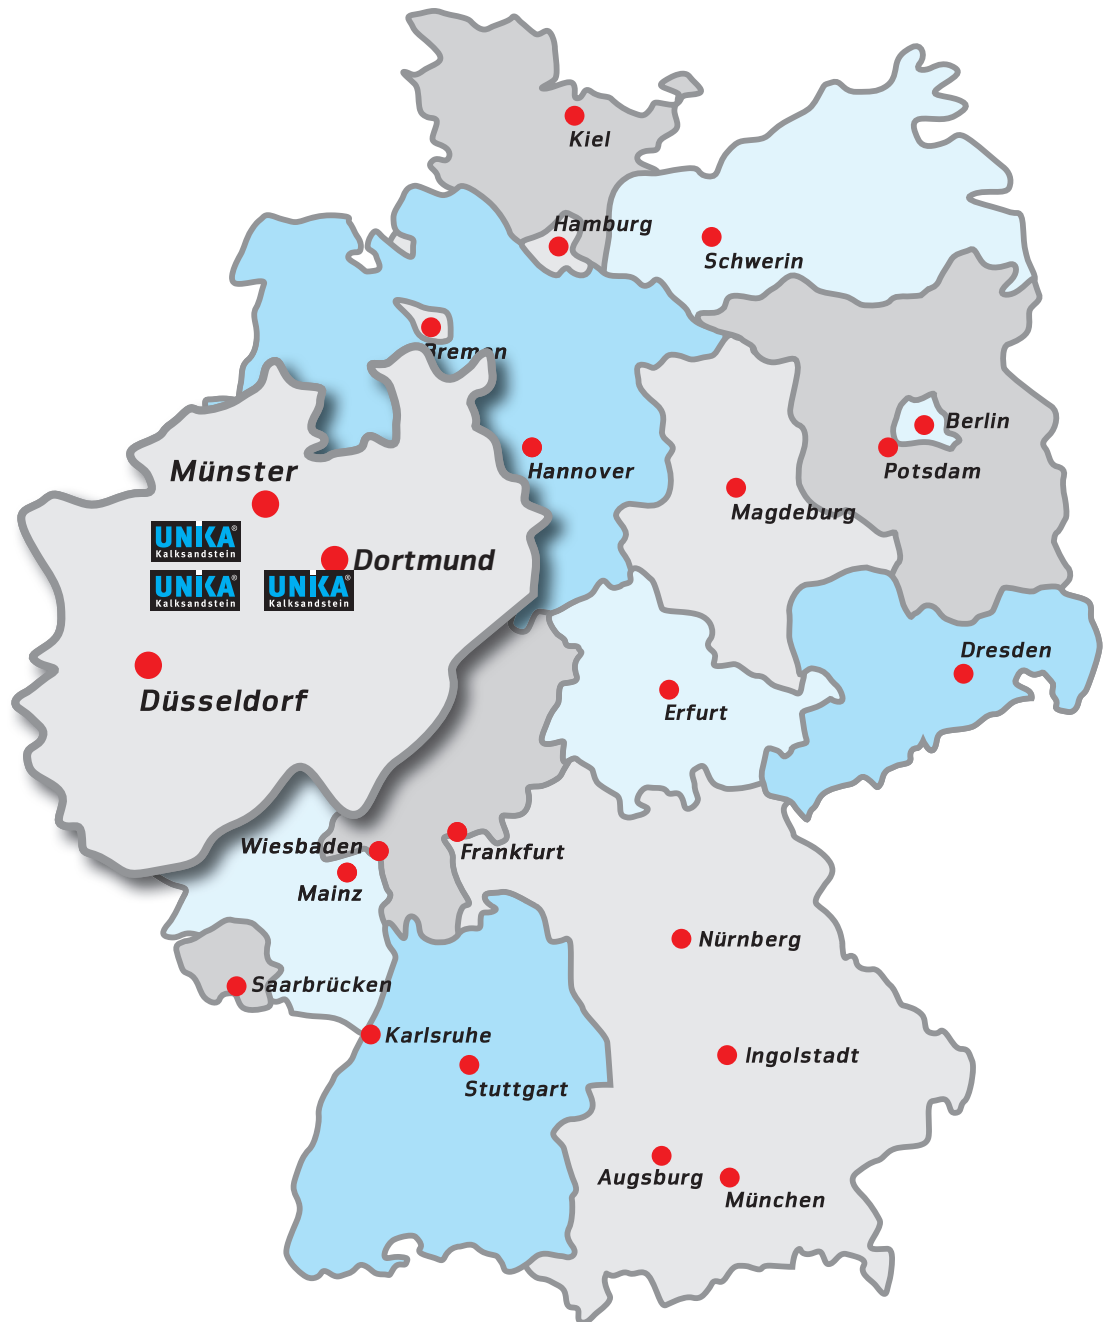 Kiel
Hamburg
Schwerin
Bremen
Berlin
Münster
Hannover
Potsdam
Magdeburg
UNIKA®
Kalksandstein
Dortmund
UNIKA®
Kalksandstein
UNIKA®
Kalksandstein
Dresden
Düsseldorf
Erfurt
Wiesbaden
Frankfurt
Mainz
Nürnberg
Saarbrücken
Karlsruhe
Ingolstadt
Stuttgart
Augsburg
München